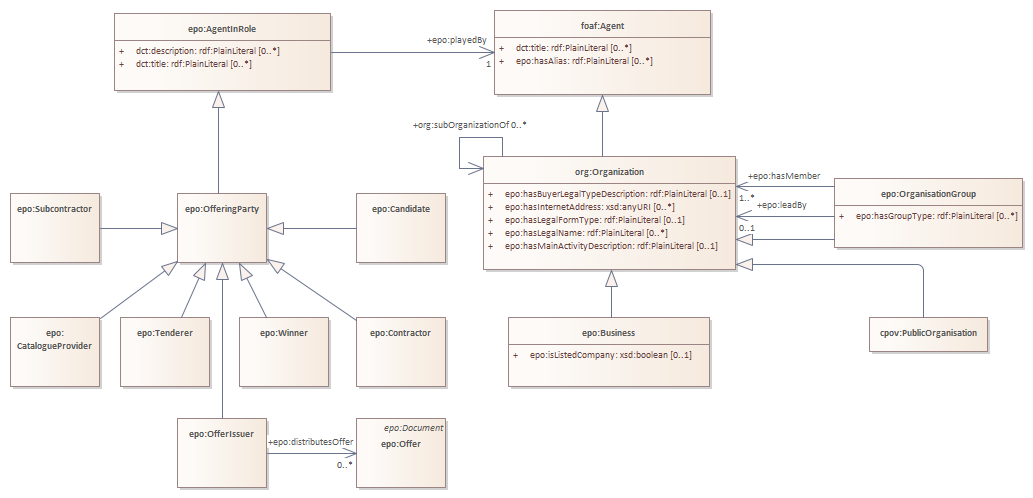 epo:AgentInRole
+ dct:description: rdf:PlainLiteral [0..*]
+ dct:title: rdf:PlainLiteral [0..*]
+epo:playedBy
1
foaf:Agent
+ dct:title: rdf:PlainLiteral [0..*]
+ epo:hasAlias: rdf:PlainLiteral [0..*]
+org:subOrganizationOf 0..*
org:Organization
+ epo:hasBuyerLegalTypeDescription: rdf:PlainLiteral [0..1]
+ epo:hasInternetAddress: xsd:anyURI [0..*]
+ epo:hasLegalFormType: rdf:PlainLiteral [0..1]
+ epo:hasLegalName: rdf:PlainLiteral [0..*]
+ epo:hasMainActivityDescription: rdf:PlainLiteral [0..1]
+epo:hasMember
1..*
+epo:leadBy
0..1
epo:OrganisationGroup
+ epo:hasGroupType: rdf:PlainLiteral [0..*]
epo:Subcontractor
epo:OfferingParty
epo:Candidate
epo:
CatalogueProvider
epo:Tenderer
epo:Winner
epo:Contractor
epo:Business
+ epo:isListedCompany: xsd:boolean [0..1]
cpov:PublicOrganisation
epo:OfferIssuer
+epo:distributesOffer
0..*
epo:Document
epo:Offer